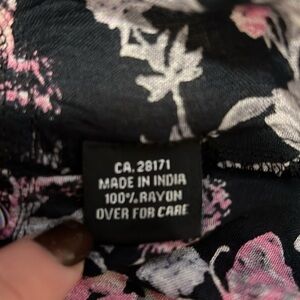 CA. 28171
MADE IN INDIA
100% RAYON
OVER FOR CARE